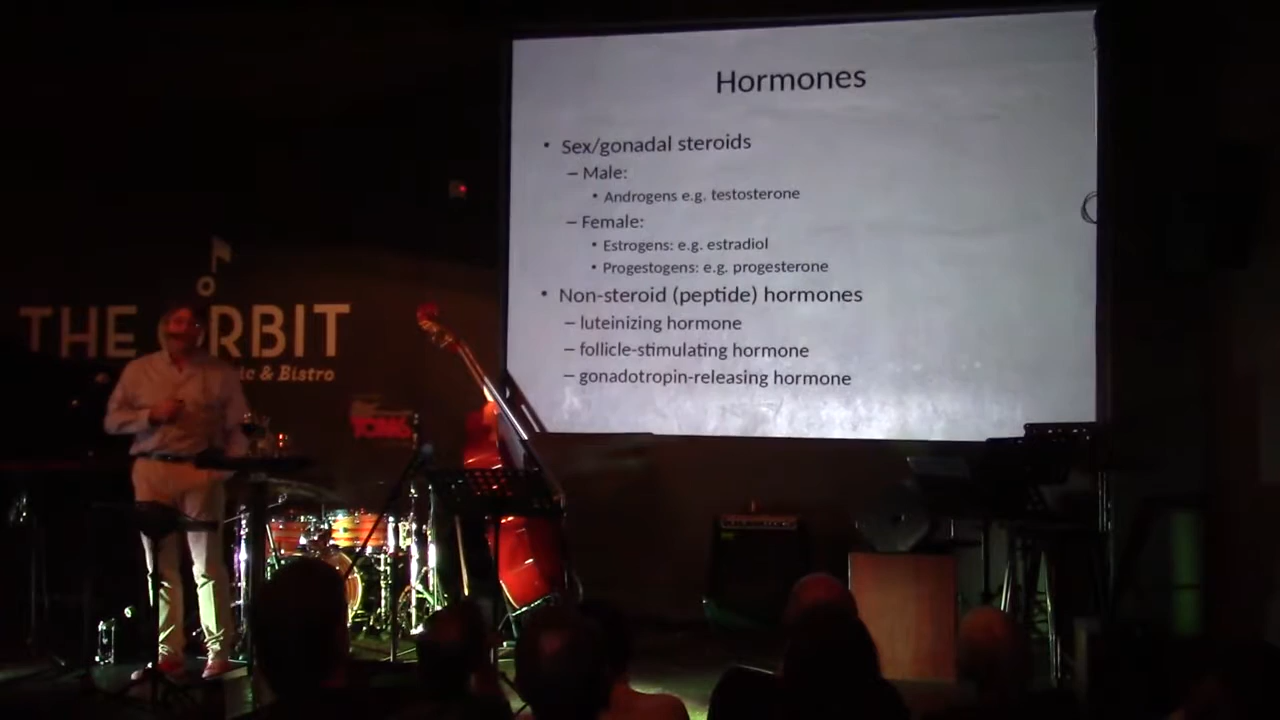 Hormones
• Sex/gonadal steroids
– Male:
• Androgens e.g. testosterone
– Female:
• Estrogens: e.g. estradiol
• Progestogens: e.g. progesterone
• Non-steroid (peptide) hormones
– luteinizing hormone
– follicle-stimulating hormone
– gonadotropin-releasing hormone
THE ORBIT
& Bistro